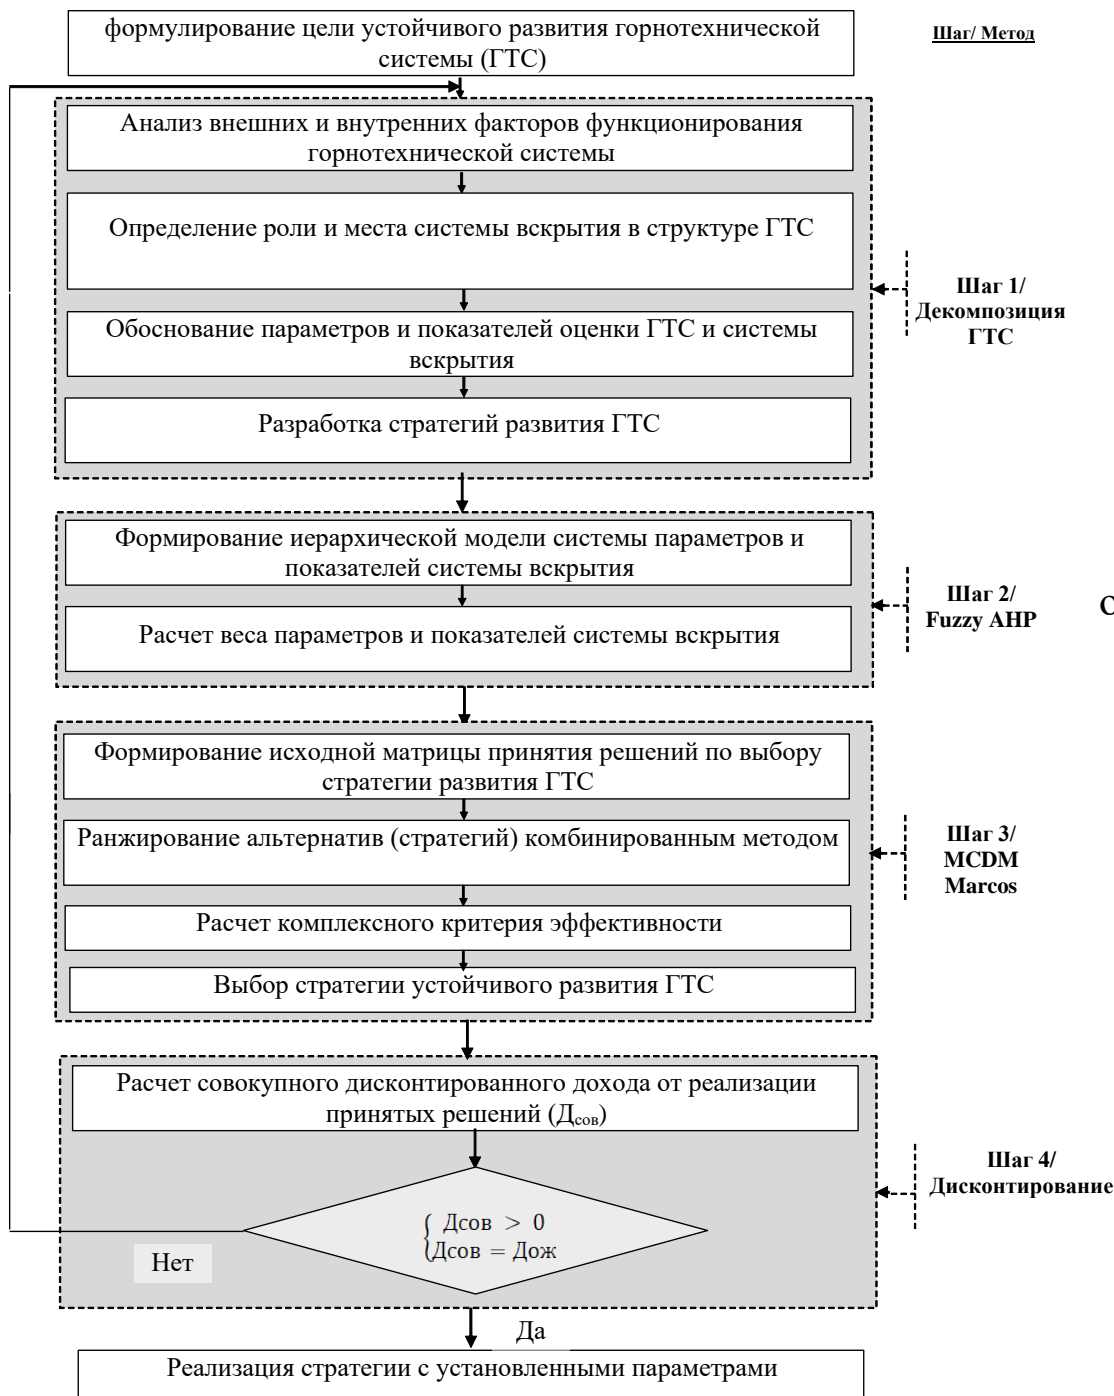 формулирование цели устойчивого развития горнотехнической
системы (ГТС)
Шаг/ Метод
Анализ внешних и внутренних факторов функционирования
горнотехнической системы
Определение роли и места системы вскрытия в структуре ГТС
Обоснование параметров и показателей оценки ГТС и системы
вскрытия
Разработка стратегий развития ГТС
Шаг 1/
Декомпозиция
ГТС
Формирование иерархической модели системы параметров и
показателей системы вскрытия
Расчет веса параметров и показателей системы вскрытия
Шаг 2/
Fuzzy AHP
С
Формирование исходной матрицы принятия решений по выбору
стратегии развития ГТС
Ранжирование альтернатив (стратегий) комбинированным методом
Расчет комплексного критерия эффективности
Выбор стратегии устойчивого развития ГТС
Шаг 3/
MCDM
Marcos
Расчет совокупного дисконтированного дохода от реализации
принятых решений (Дсов)
Шаг 4/
Дисконтирование
Дсов > 0
Дсов = Дож
Нет
Да
Реализация стратегии с установленными параметрами